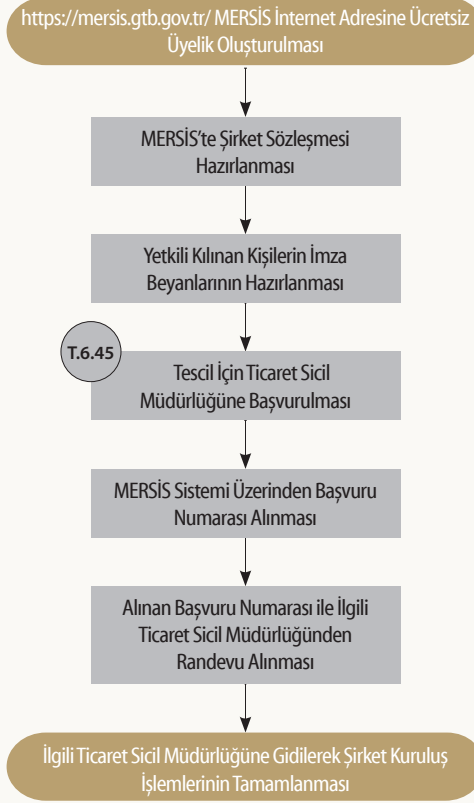 https://mersis.gtb.gov.tr/ MERSİS İnternet Adresine Ücretsiz
Üyelik Oluşturulması
MERSİS’te Şirket Sözleşmesi
Hazırlanması
Yetkili Kılınan Kişilerin İmza
Beyanlarının Hazırlanması
T.6.45
Tescil İçin Ticaret Sicil
Müdürlüğüne Başvurulması
MERSİS Sistemi Üzerinden Başvuru
Numarası Alınması
Alınan Başvuru Numarası ile İlgili
Ticaret Sicil Müdürlüğünden
Randevu Alınması
İlgili Ticaret Sicil Müdürlüğüne Gidilerek Şirket Kuruluş
İşlemlerinin Tamamlanması